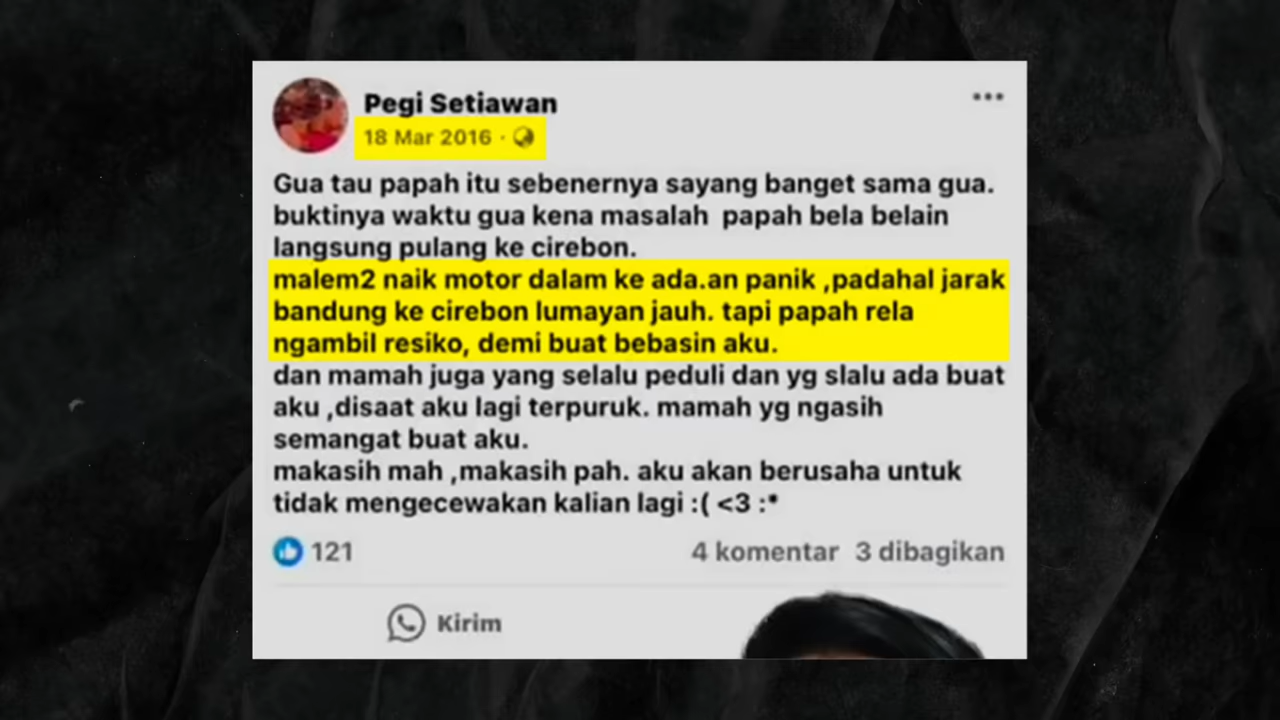 Pegi Setiawan
18 Mar 2016 ·
Gua tau papah itu sebenernya sayang banget sama gua.
buktinya waktu gua kena masalah papah bela belain
langsung pulang ke cirebon.
malem2 naik motor dalam ke ada.an panik ,padahal jarak
bandung ke cirebon lumayan jauh. tapi papah rela
ngambil resiko, demi buat bebasin aku.
dan mamah juga yang selalu peduli dan yg slalu ada buat
aku ,disaat aku lagi terpuruk. mamah yg ngasih
semangat buat aku.
makasih mah ,makasih pah. aku akan berusaha untuk
tidak mengecewakan kalian lagi :( <3 :*
121 4 komentar 3 dibagikan
Kirim